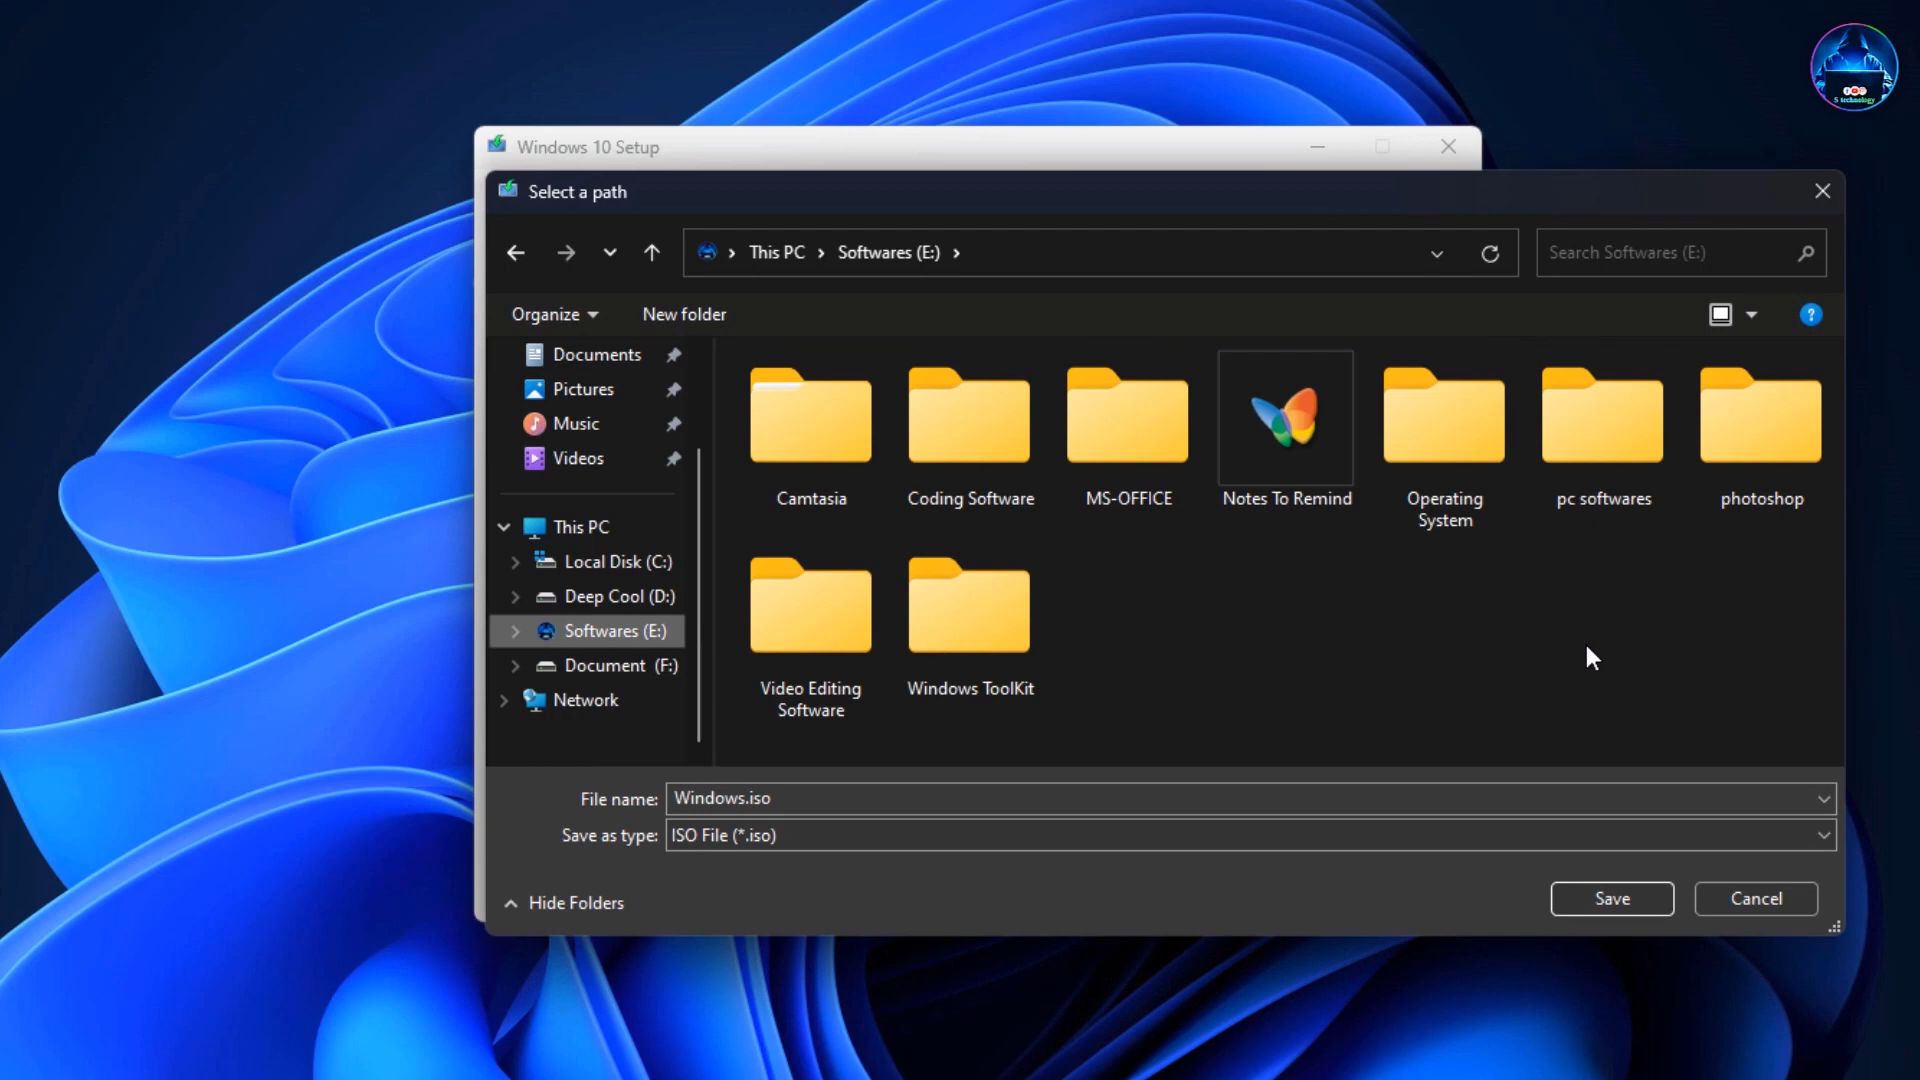 S technology
Windows 10 Setup
Select a path
This PC
Softwares (E:)
Search Softwares (E:)
Organize
New folder
Documents
Pictures
Music
Videos
This PC
Local Disk (C:)
Deep Cool (D:)
Softwares (E:)
Document (F:)
Network
Camtasia
Coding Software
MS-OFFICE
Notes To Remind
Operating
System
pc softwares
photoshop
Video Editing
Software
Windows ToolKit
File name:
Windows.iso
Save as type:
ISO File (*.iso)
Hide Folders
Save
Cancel